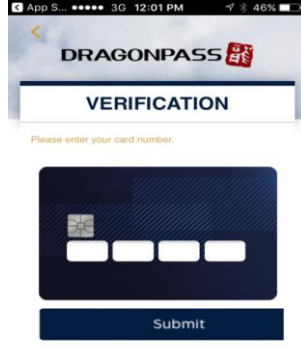 App S... 3G 12:01 PM 46%
DRAGONPASS
VERIFICATION
Please enter your card number.
Submit